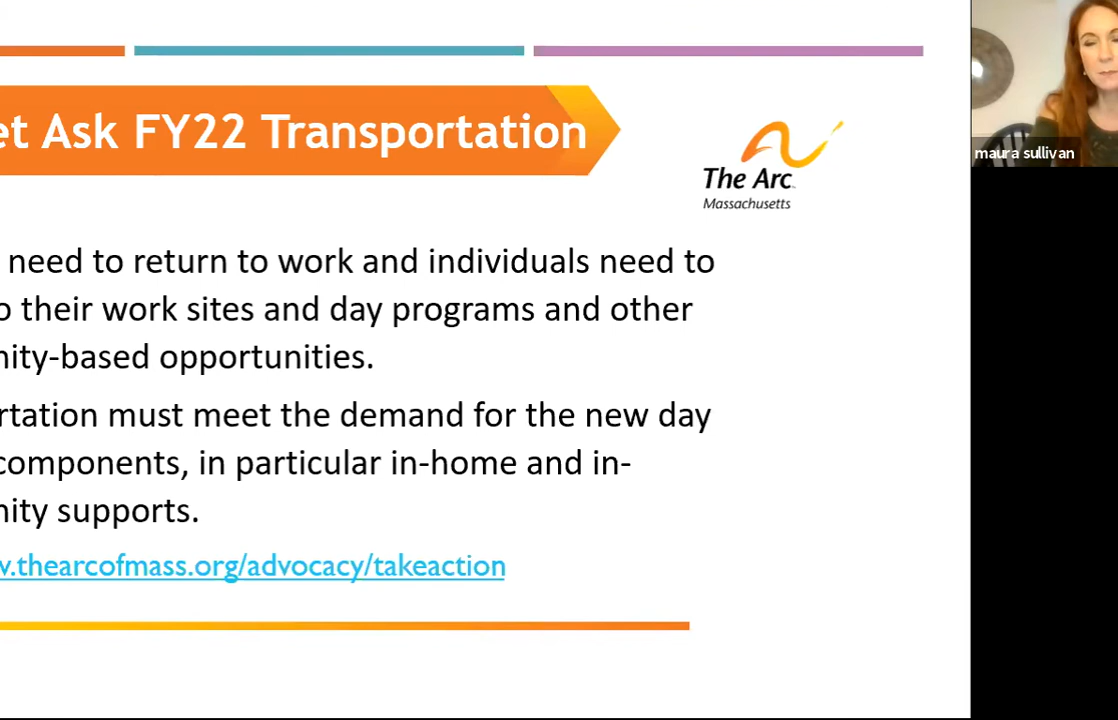 et Ask FY22 Transportation
The Arc
Massachusetts
maura sullivan
need to return to work and individuals need to
o their work sites and day programs and other
nity-based opportunities.
rtation must meet the demand for the new day
components, in particular in-home and in-
nity supports.
w.thearcofmass.org/advocacy/takeaction